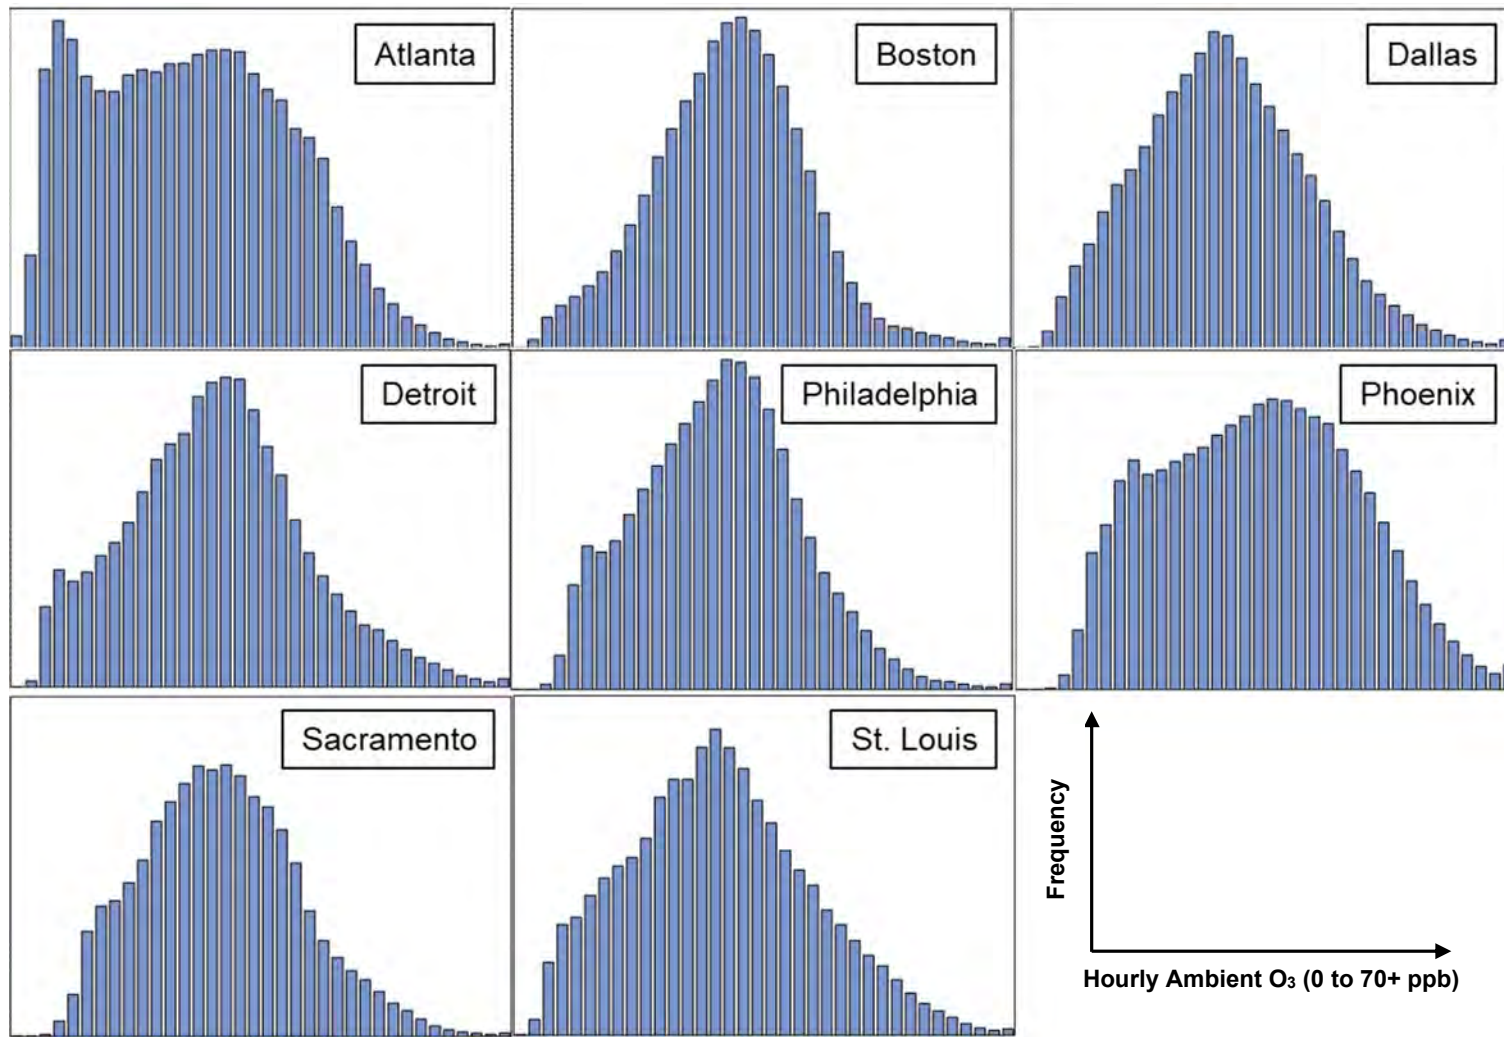 Atlanta
Boston
Dallas
Detroit
Philadelphia
Phoenix
Sacramento
St. Louis
Frequency
Hourly Ambient O₃ (0 to 70+ ppb)